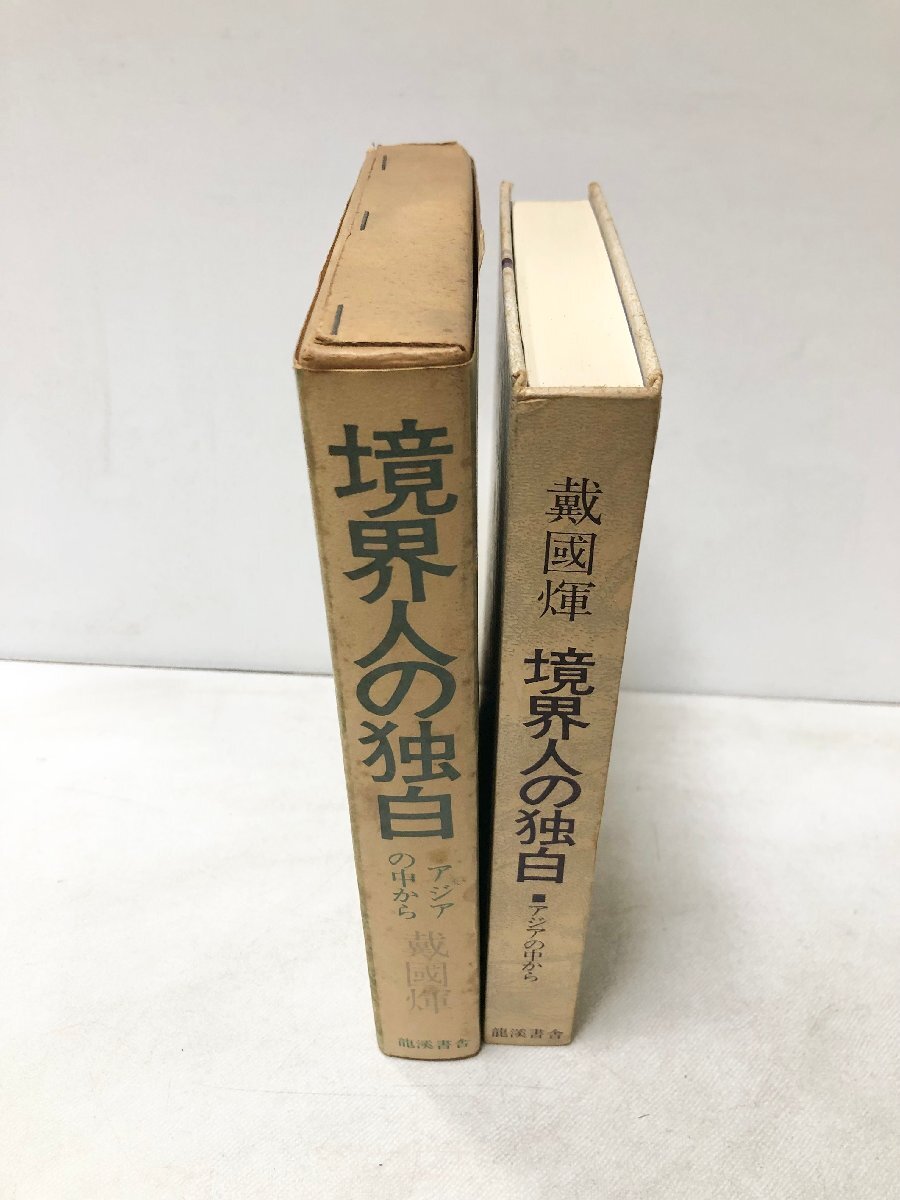 境界人の独白
アジア
の中から
戴國煇
龍溪書舎
戴國煇
境界人の独白
■アジアの中から
龍溪書舎